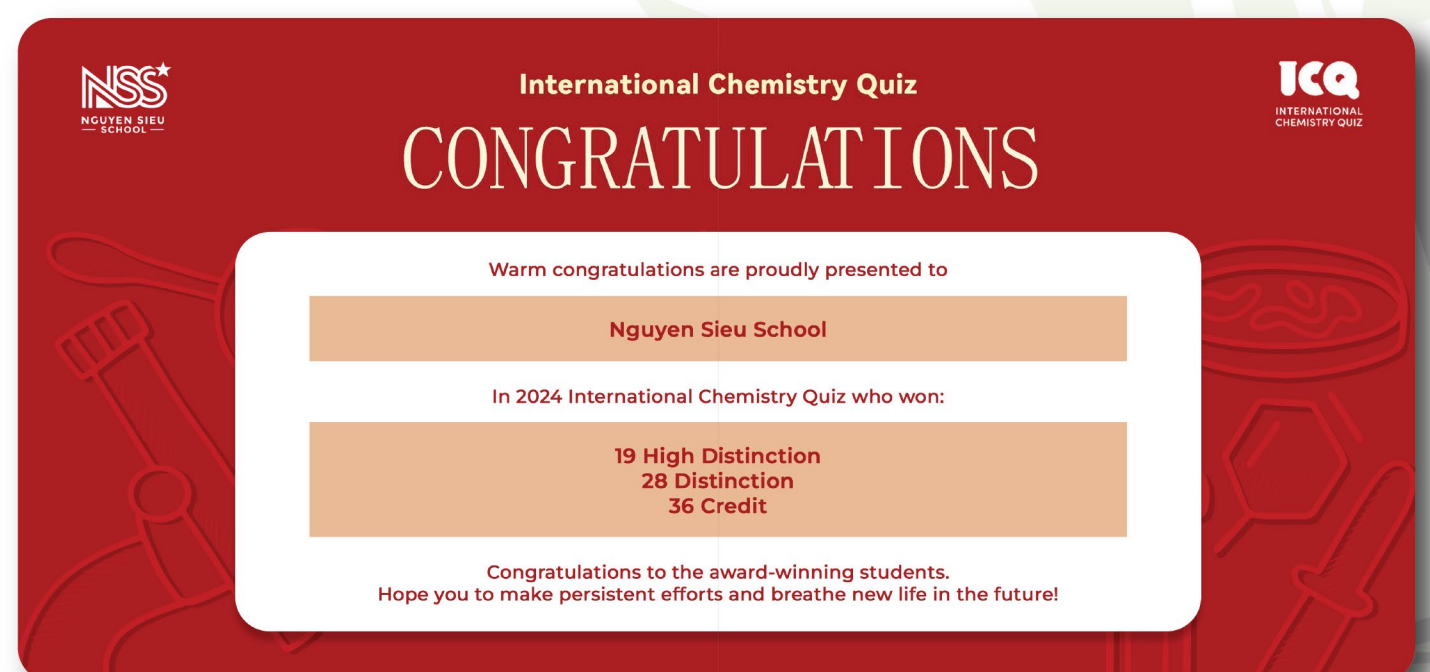 NSS
NGUYEN SIEU
SCHOOL
International Chemistry Quiz
ICQ
INTERNATIONAL
CHEMISTRY QUIZ
CONGRATULATIONS
Warm congratulations are proudly presented to
Nguyen Sieu School
In 2024 International Chemistry Quiz who won:
19 High Distinction
28 Distinction
36 Credit
Congratulations to the award-winning students.
Hope you to make persistent efforts and breathe new life in the future!